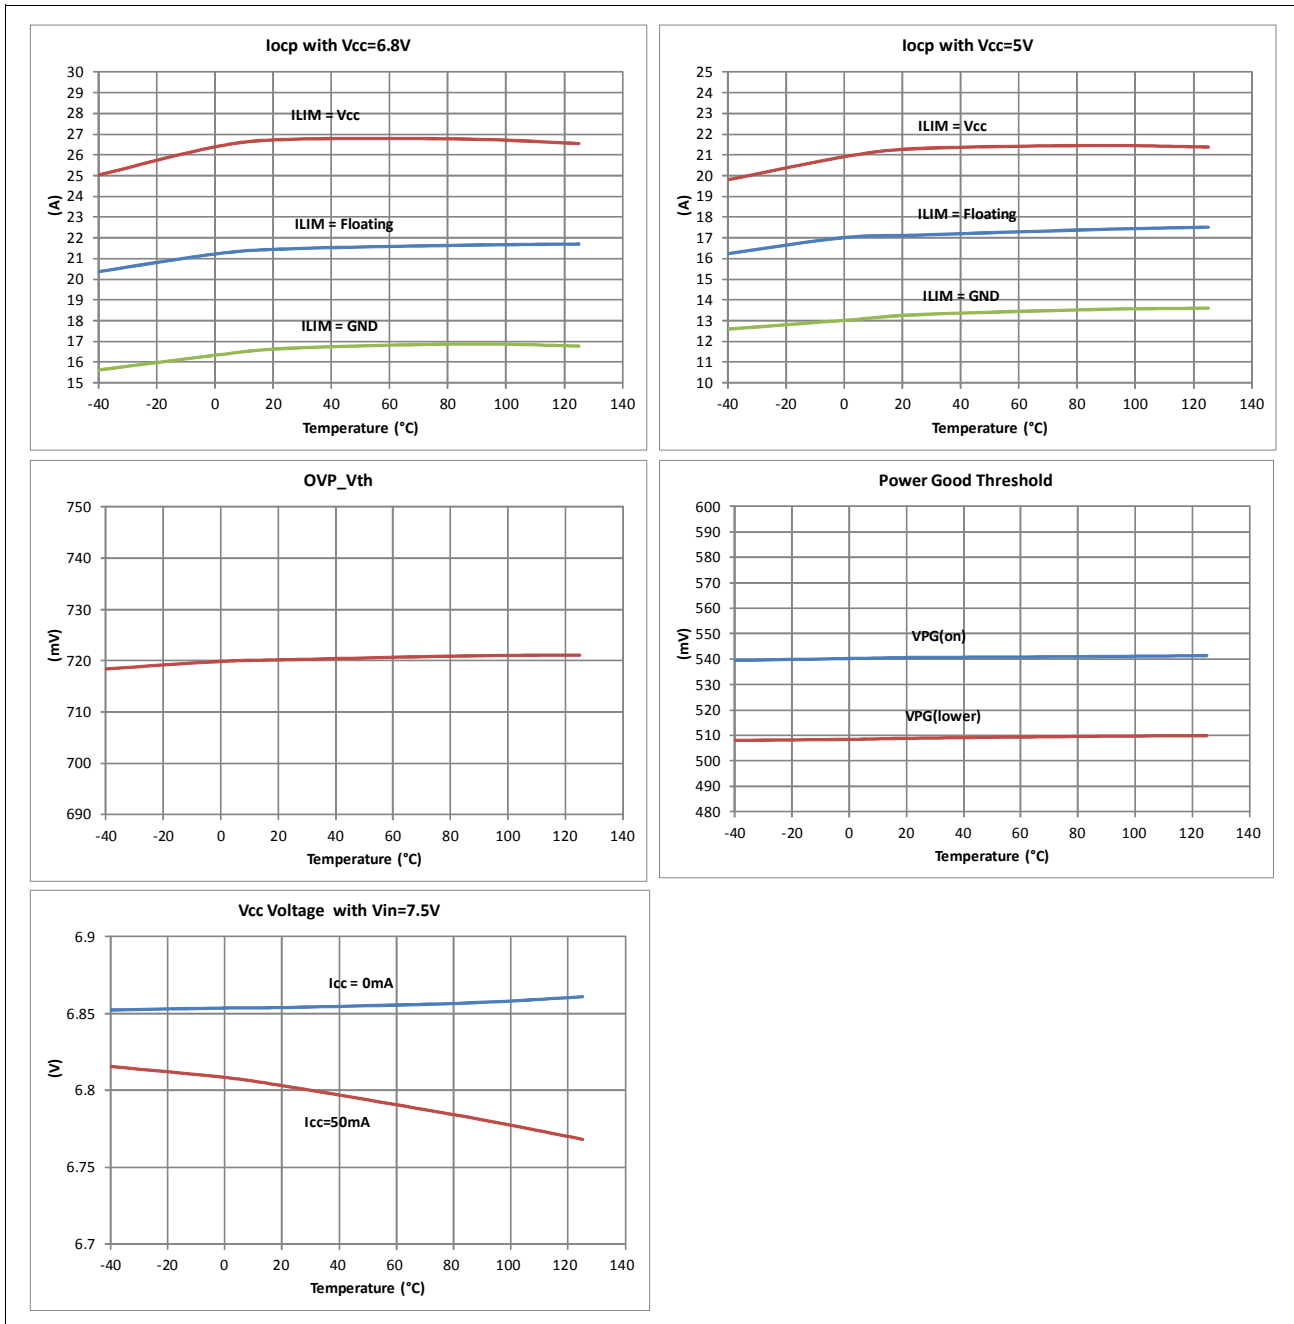 Iocp with Vcc=6.8V
30
29
28
27
26
25
24
23
22
21
20
19
18
17
16
15
(A)
ILIM = Vcc
ILIM = Floating
ILIM = GND
-40 -20 0 20 40 60 80 100 120 140
Temperature (°C)
Iocp with Vcc=5V
25
24
23
22
21
20
19
18
17
16
15
14
13
12
11
10
(A)
ILIM = Vcc
ILIM = Floating
ILIM = GND
-40 -20 0 20 40 60 80 100 120 140
Temperature (°C)
OVP_Vth
750
740
730
720
710
700
690
(mV)
-40 -20 0 20 40 60 80 100 120 140
Temperature (°C)
Power Good Threshold
600
590
580
570
560
550
540
530
520
510
500
490
480
(mV)
VPG(on)
VPG(lower)
-40 -20 0 20 40 60 80 100 120 140
Temperature (°C)
Vcc Voltage with Vin=7.5V
6.9
6.85
6.8
6.75
6.7
(V)
Icc = 0mA
Icc=50mA
-40 -20 0 20 40 60 80 100 120 140
Temperature (°C)